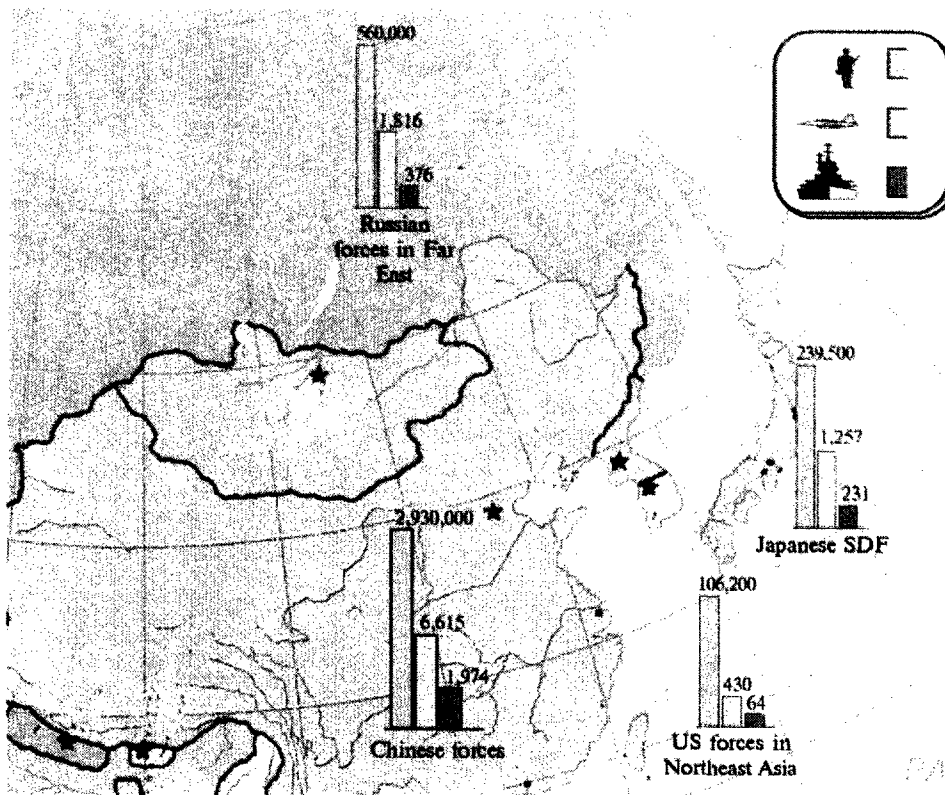 560,000
1,816
376
Russian
forces in Far
East
239,500
1,257
231
Japanese SDF
2,930,000
6,615
1,974
Chinese forces
106,200
430
64
US forces in
Northeast Asia